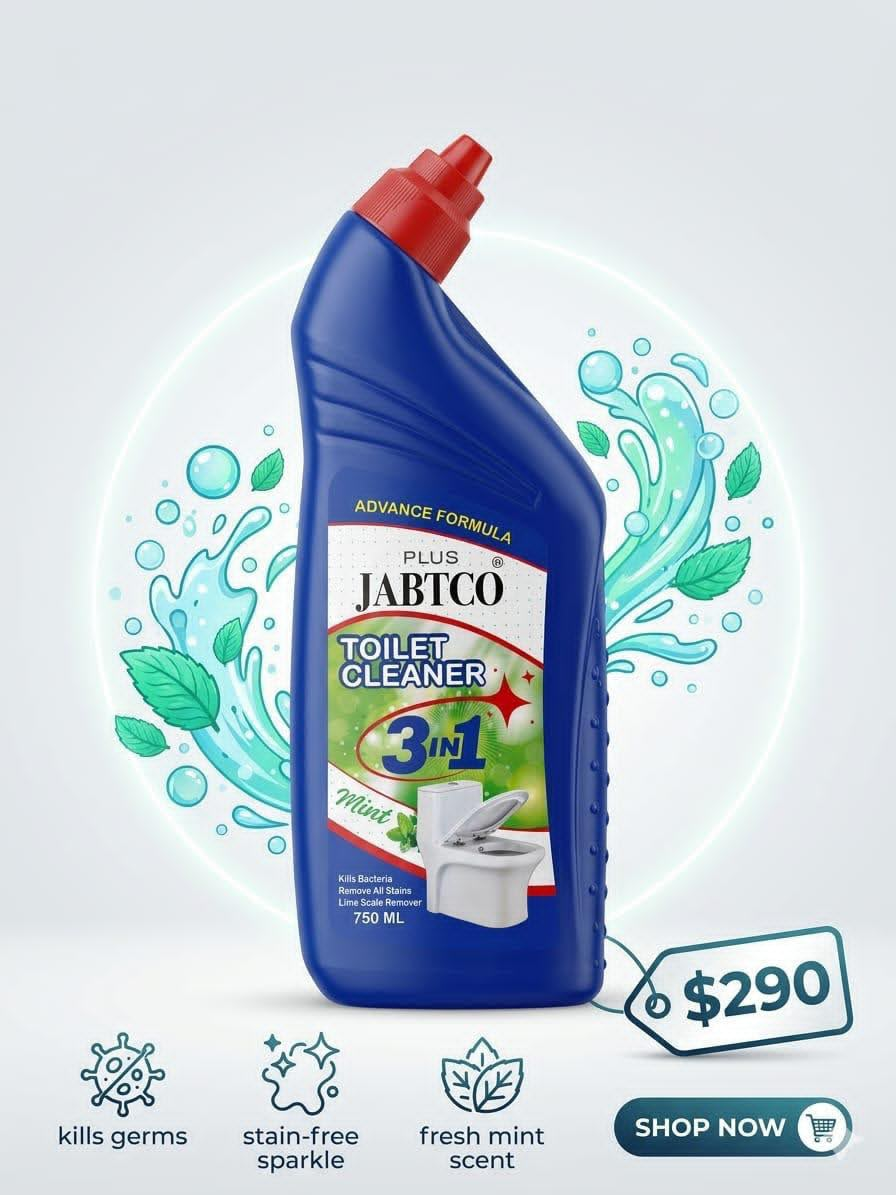 ADVANCE FORMULA
PLUS
JABTCO®
TOILET
CLEANER
3IN1
Mint
Kills Bacteria
Remove All Stains
Lime Scale Remover
750 ML
$290
kills germs
stain-free
sparkle
fresh mint
scent
SHOP NOW